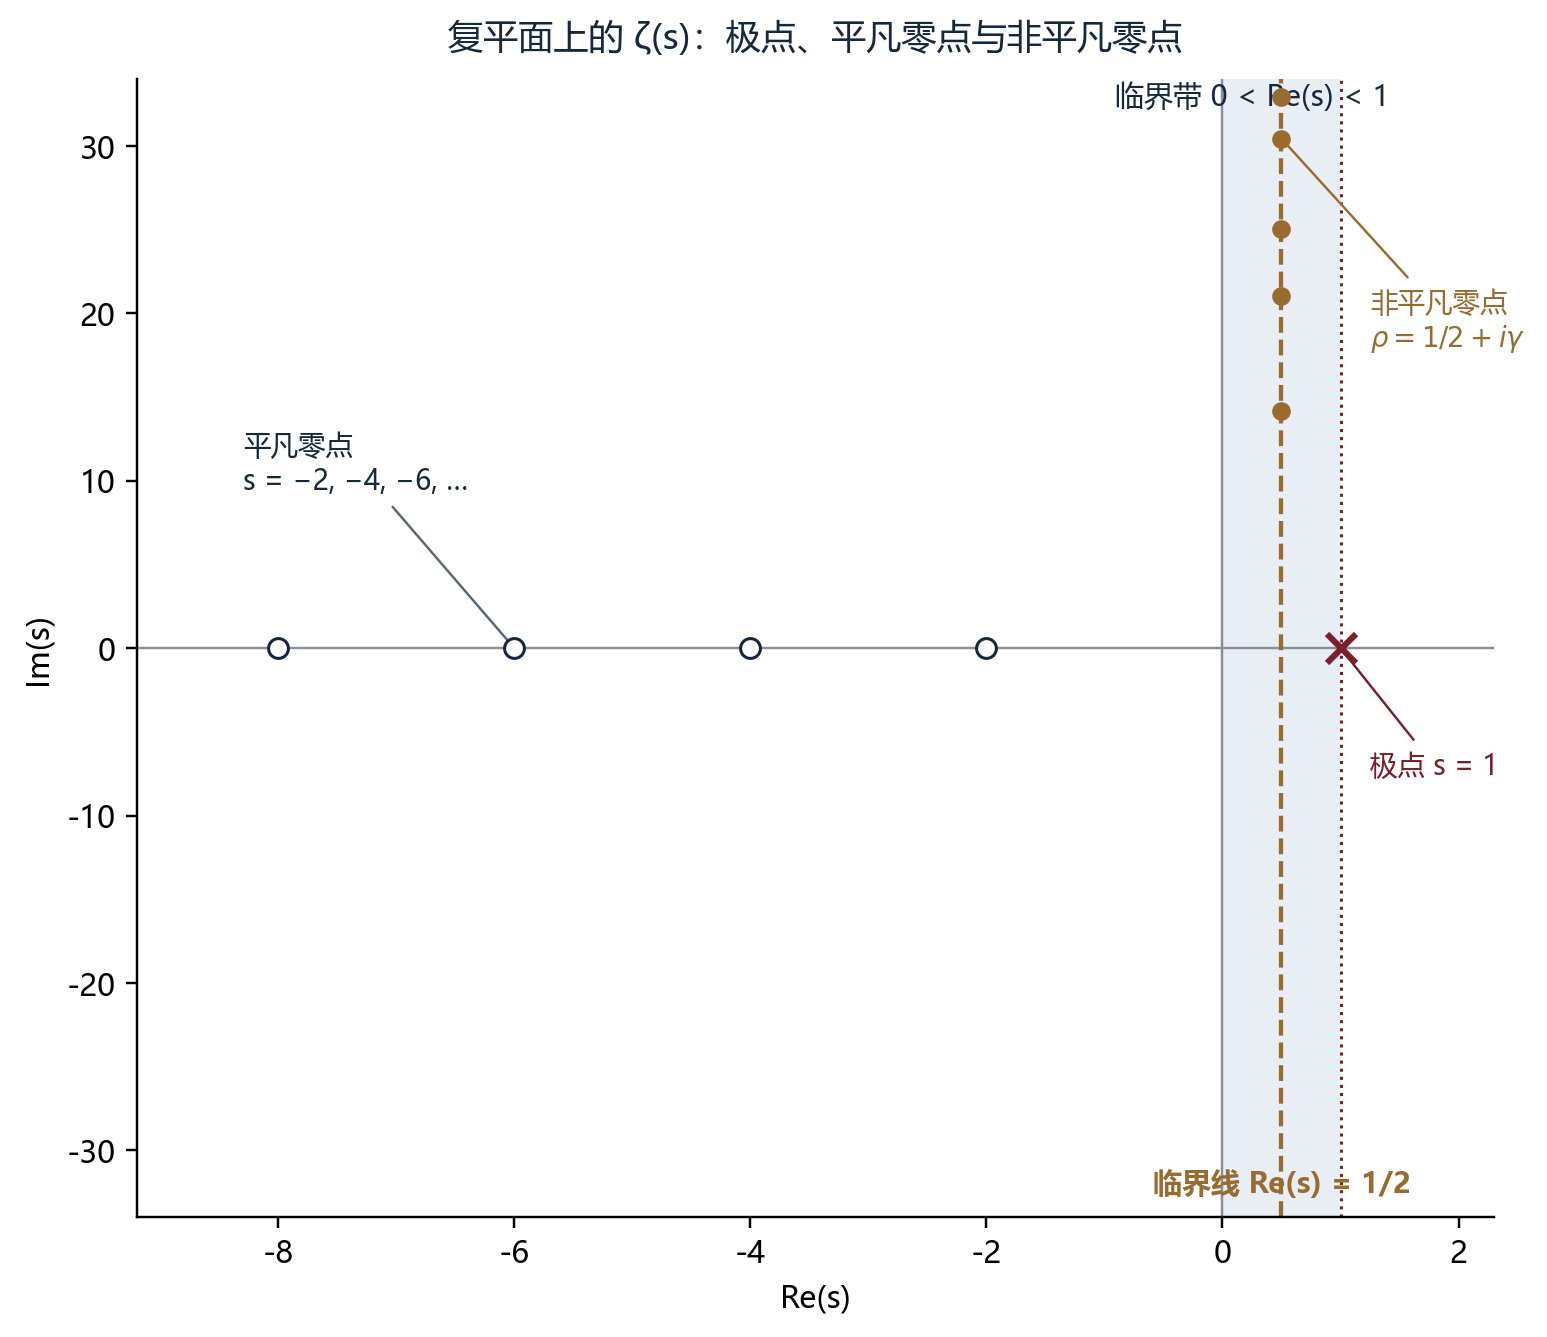 复平面上的 ζ(s)：极点、平凡零点与非平凡零点
临界带 0 < Re(s) < 1
30
20
10
0
-10
-20
-30
Im(s)
非平凡零点
ρ = 1/2 + iγ
平凡零点
s = −2, −4, −6, …
极点 s = 1
临界线 Re(s) = 1/2
-8
-6
-4
-2
0
2
Re(s)